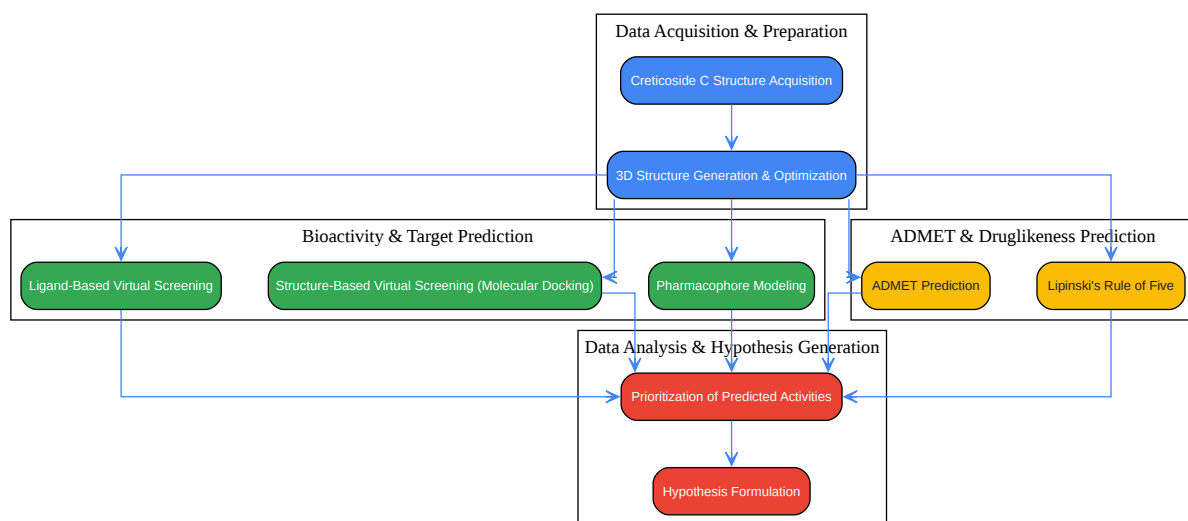 Data Acquisition & Preparation
Creticoside C Structure Acquisition
3D Structure Generation & Optimization
Bioactivity & Target Prediction
Ligand-Based Virtual Screening
Structure-Based Virtual Screening (Molecular Docking)
Pharmacophore Modeling
ADMET & Druglikeness Prediction
ADMET Prediction
Lipinski's Rule of Five
Data Analysis & Hypothesis Generation
Prioritization of Predicted Activities
Hypothesis Formulation